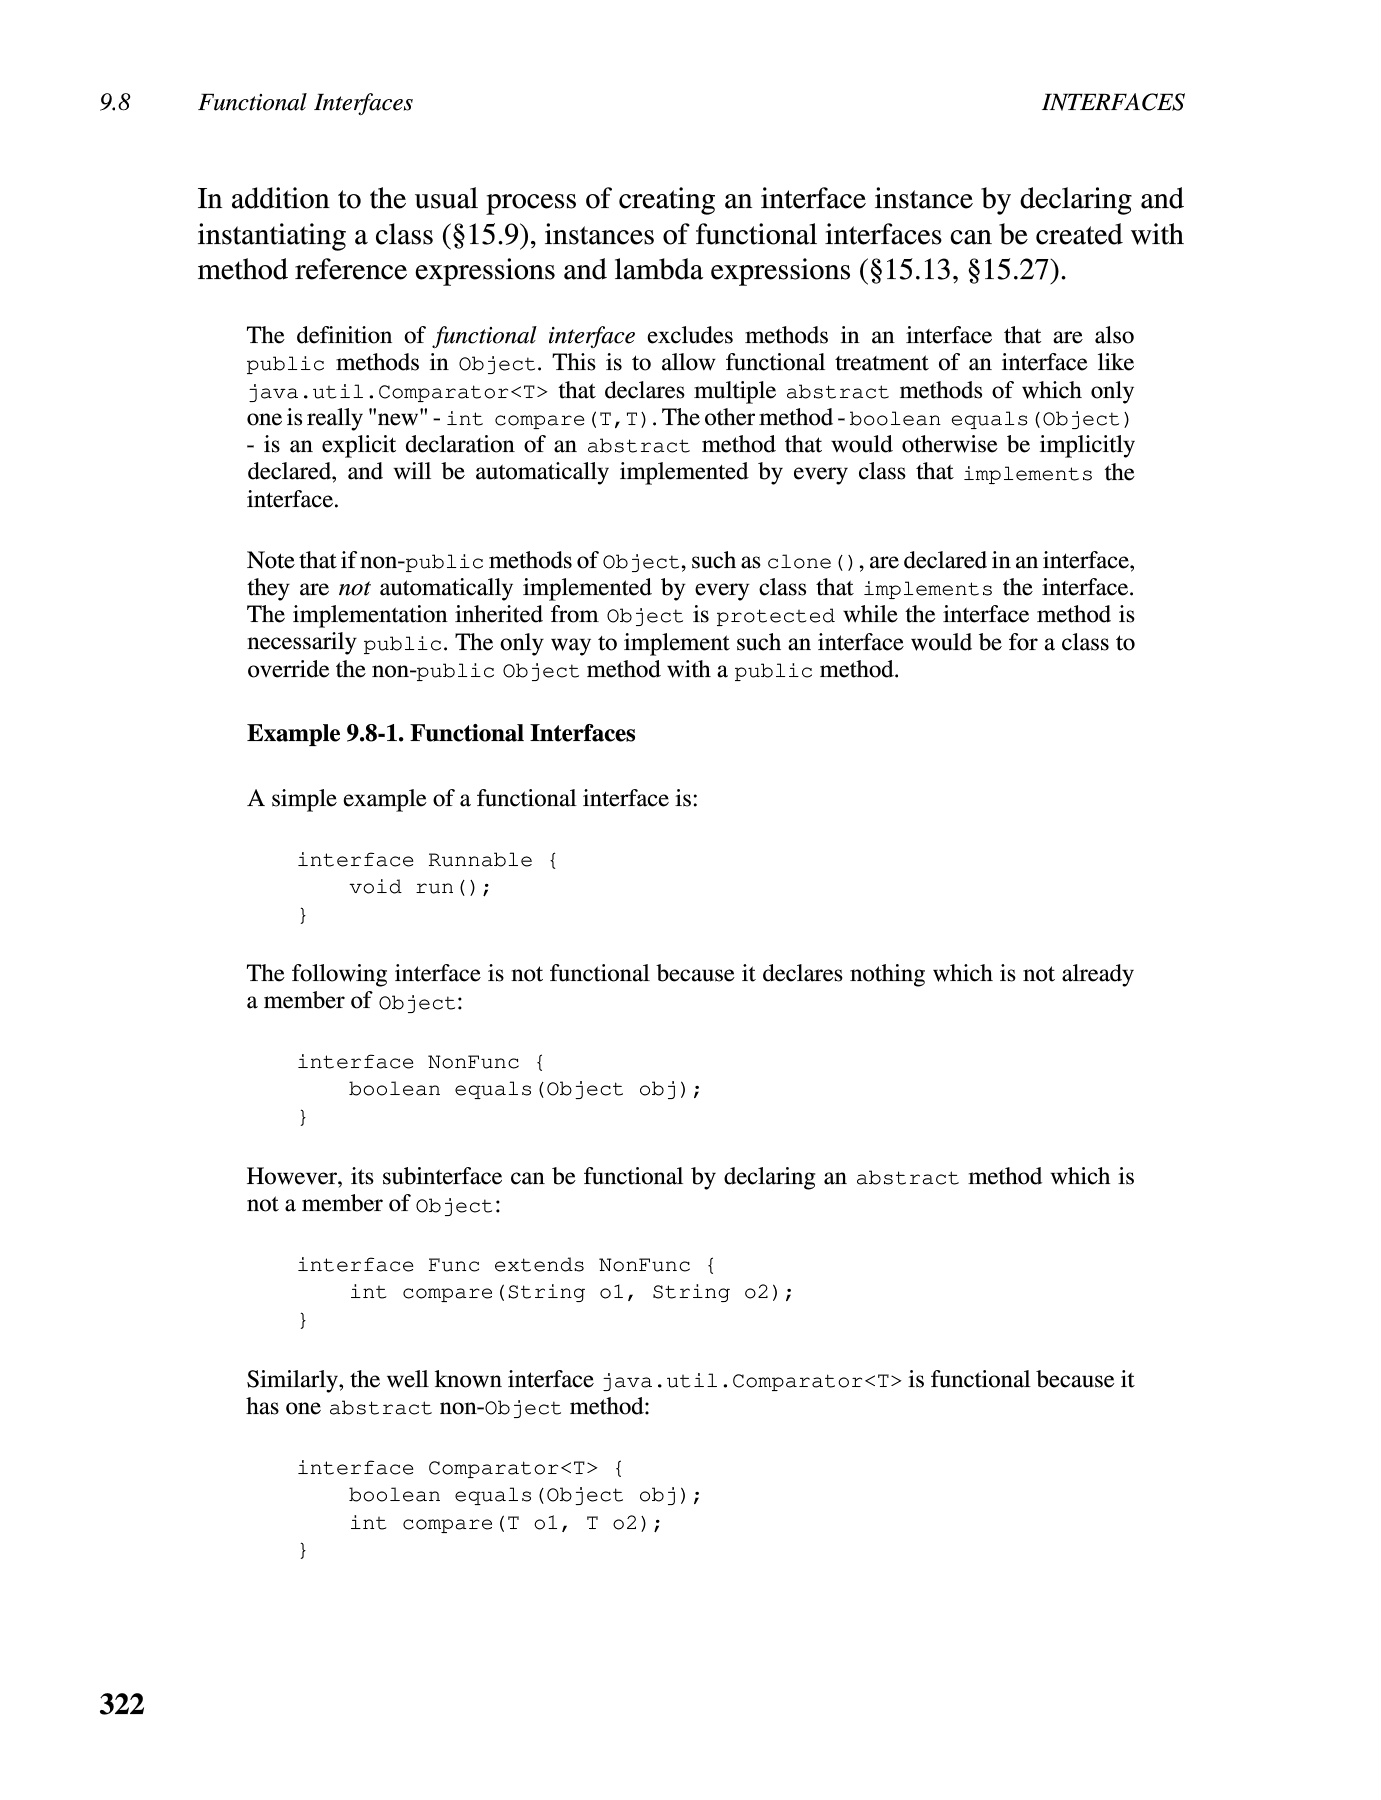 9.8 Functional Interfaces INTERFACES
In addition to the usual process of creating an interface instance by declaring and
instantiating a class (§15.9), instances of functional interfaces can be created with
method reference expressions and lambda expressions (§15.13, §15.27).
The definition of functional interface excludes methods in an interface that are also
public methods in Object. This is to allow functional treatment of an interface like
java.util.Comparator<T> that declares multiple abstract methods of which only
one is really "new" - int compare(T,T). The other method - boolean equals(Object)
- is an explicit declaration of an abstract method that would otherwise be implicitly
declared, and will be automatically implemented by every class that implements the
interface.
Note that if non-public methods of Object, such as clone(), are declared in an interface,
they are not automatically implemented by every class that implements the interface.
The implementation inherited from Object is protected while the interface method is
necessarily public. The only way to implement such an interface would be for a class to
override the non-public Object method with a public method.
Example 9.8-1. Functional Interfaces
A simple example of a functional interface is:
interface Runnable {
    void run();
}
The following interface is not functional because it declares nothing which is not already
a member of Object:
interface NonFunc {
    boolean equals(Object obj);
}
However, its subinterface can be functional by declaring an abstract method which is
not a member of Object:
interface Func extends NonFunc {
    int compare(String o1, String o2);
}
Similarly, the well known interface java.util.Comparator<T> is functional because it
has one abstract non-Object method:
interface Comparator<T> {
    boolean equals(Object obj);
    int compare(T o1, T o2);
}
322